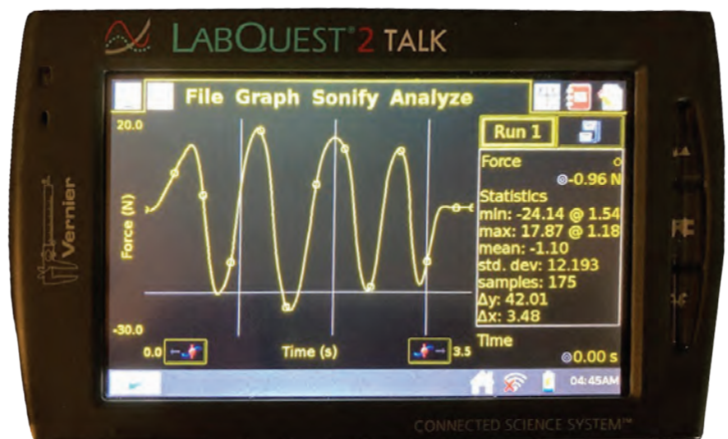 LABQUEST®2 TALK
File Graph Sonify Analyze
20.0
Force (N)
-30.0
0.0
Time (s)
3.5
Run 1
Force
-0.96 N
Statistics
min: -24.14 @ 1.54
max: 17.87 @ 1.18
mean: -1.10
std. dev: 12.193
samples: 175
Δy: 42.01
Δx: 3.48
Time
0.00 s
04:45AM
Vernier
CONNECTED SCIENCE SYSTEM™